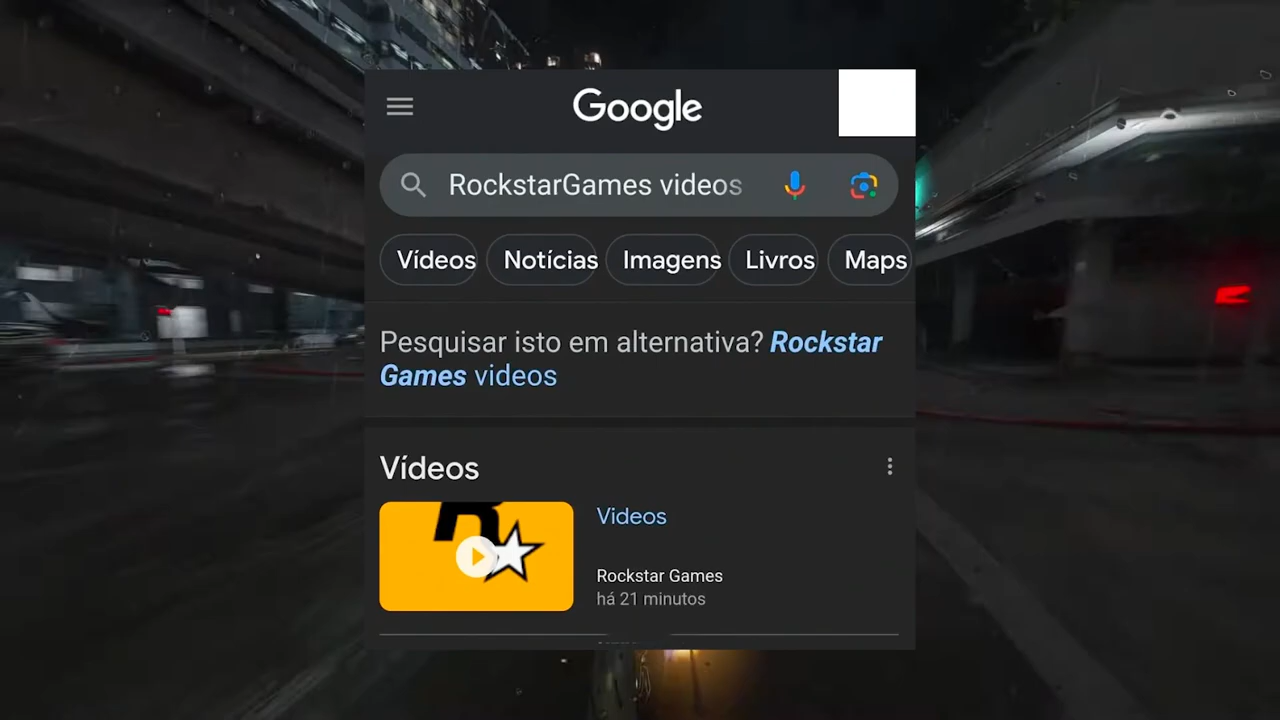 Google
RockstarGames videos
Vídeos Notícias Imagens Livros Maps
Pesquisar isto em alternativa? Rockstar
Games videos
Vídeos
Videos
Rockstar Games
há 21 minutos